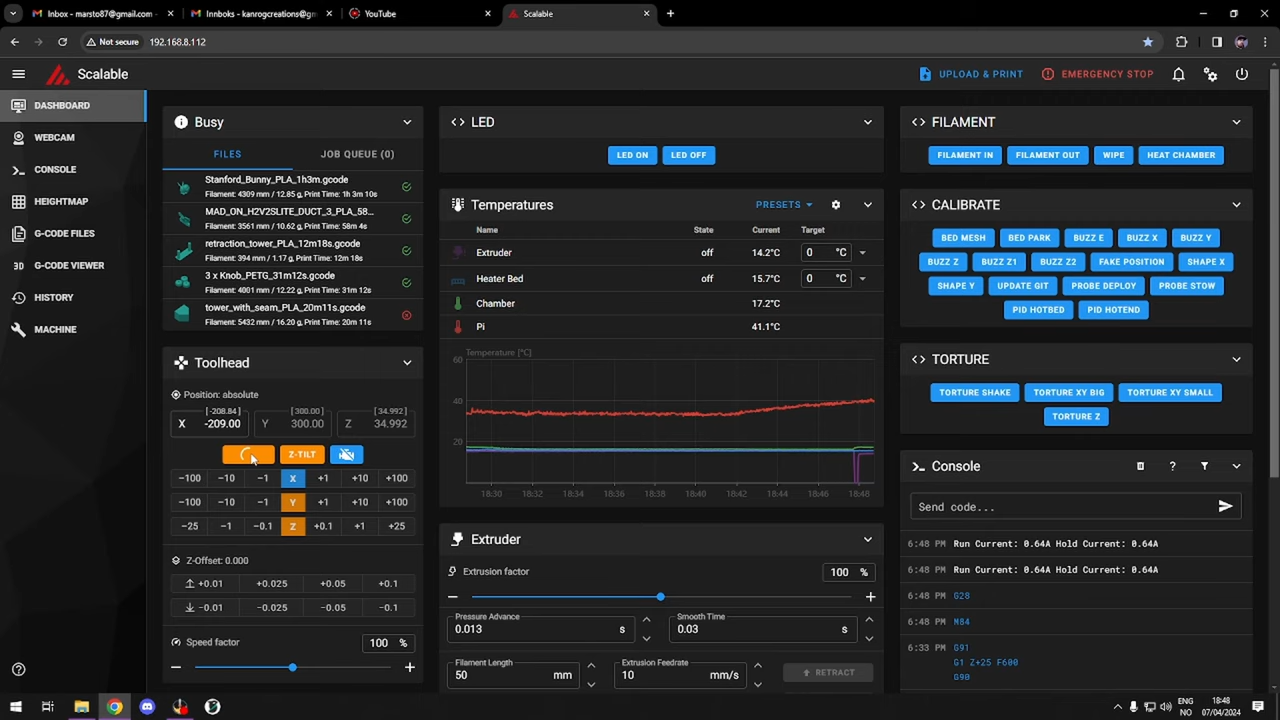 Inbox - marsto87@gmail.com
Innboks - kanrogcreations@gm
YouTube
Scalable
Not secure
192.168.8.112
Scalable
UPLOAD & PRINT
EMERGENCY STOP
DASHBOARD
WEBCAM
CONSOLE
HEIGHTMAP
G-CODE FILES
G-CODE VIEWER
HISTORY
MACHINE
Busy
FILES
JOB QUEUE (0)
Stanford_Bunny_PLA_1h3m.gcode
Filament: 4309 mm / 12.85 g, Print Time: 1h 3m 10s
MAD_ON_H2V2SLITE_DUCT_3_PLA_58...
Filament: 3561 mm / 10.62 g, Print Time: 58m 4s
retraction_tower_PLA_12m18s.gcode
Filament: 394 mm / 1.17 g, Print Time: 12m 18s
3 x Knob_PETG_31m12s.gcode
Filament: 4001 mm / 12.22 g, Print Time: 31m 12s
tower_with_seam_PLA_20m11s.gcode
Filament: 5432 mm / 16.20 g, Print Time: 20m 11s
Toolhead
Position: absolute
[-208.84]
X -209.00
[300.00]
Y 300.00
[34.992]
Z 34.992
Z-TILT
−100 −10 −1 X +1 +10 +100
−100 −10 −1 Y +1 +10 +100
−25 −1 −0.1 Z +0.1 +1 +25
Z-Offset: 0.000
+0.01 +0.025 +0.05 +0.1
−0.01 −0.025 −0.05 −0.1
Speed factor
100 %
LED
LED ON
LED OFF
Temperatures
PRESETS
Name State Current Target
Extruder off 14.2°C 0 °C
Heater Bed off 15.7°C 0 °C
Chamber 17.2°C
Pi 41.1°C
Temperature [°C]
60
40
20
18:30 18:32 18:34 18:36 18:38 18:40 18:42 18:44 18:46 18:48
Extruder
Extrusion factor
100 %
Pressure Advance
0.013 s
Smooth Time
0.03 s
Filament Length
50 mm
Extrusion Feedrate
10 mm/s
RETRACT
FILAMENT
FILAMENT IN
FILAMENT OUT
WIPE
HEAT CHAMBER
CALIBRATE
BED MESH
BED PARK
BUZZ E
BUZZ X
BUZZ Y
BUZZ Z
BUZZ Z1
BUZZ Z2
FAKE POSITION
SHAPE X
SHAPE Y
UPDATE GIT
PROBE DEPLOY
PROBE STOW
PID HOTBED
PID HOTEND
TORTURE
TORTURE SHAKE
TORTURE XY BIG
TORTURE XY SMALL
TORTURE Z
Console
Send code...
6:48 PM Run Current: 0.64A Hold Current: 0.64A
6:48 PM Run Current: 0.64A Hold Current: 0.64A
6:48 PM G28
6:48 PM M84
6:33 PM G91
G1 Z+25 F600
G90
ENG
NO
18:48
07/04/2024